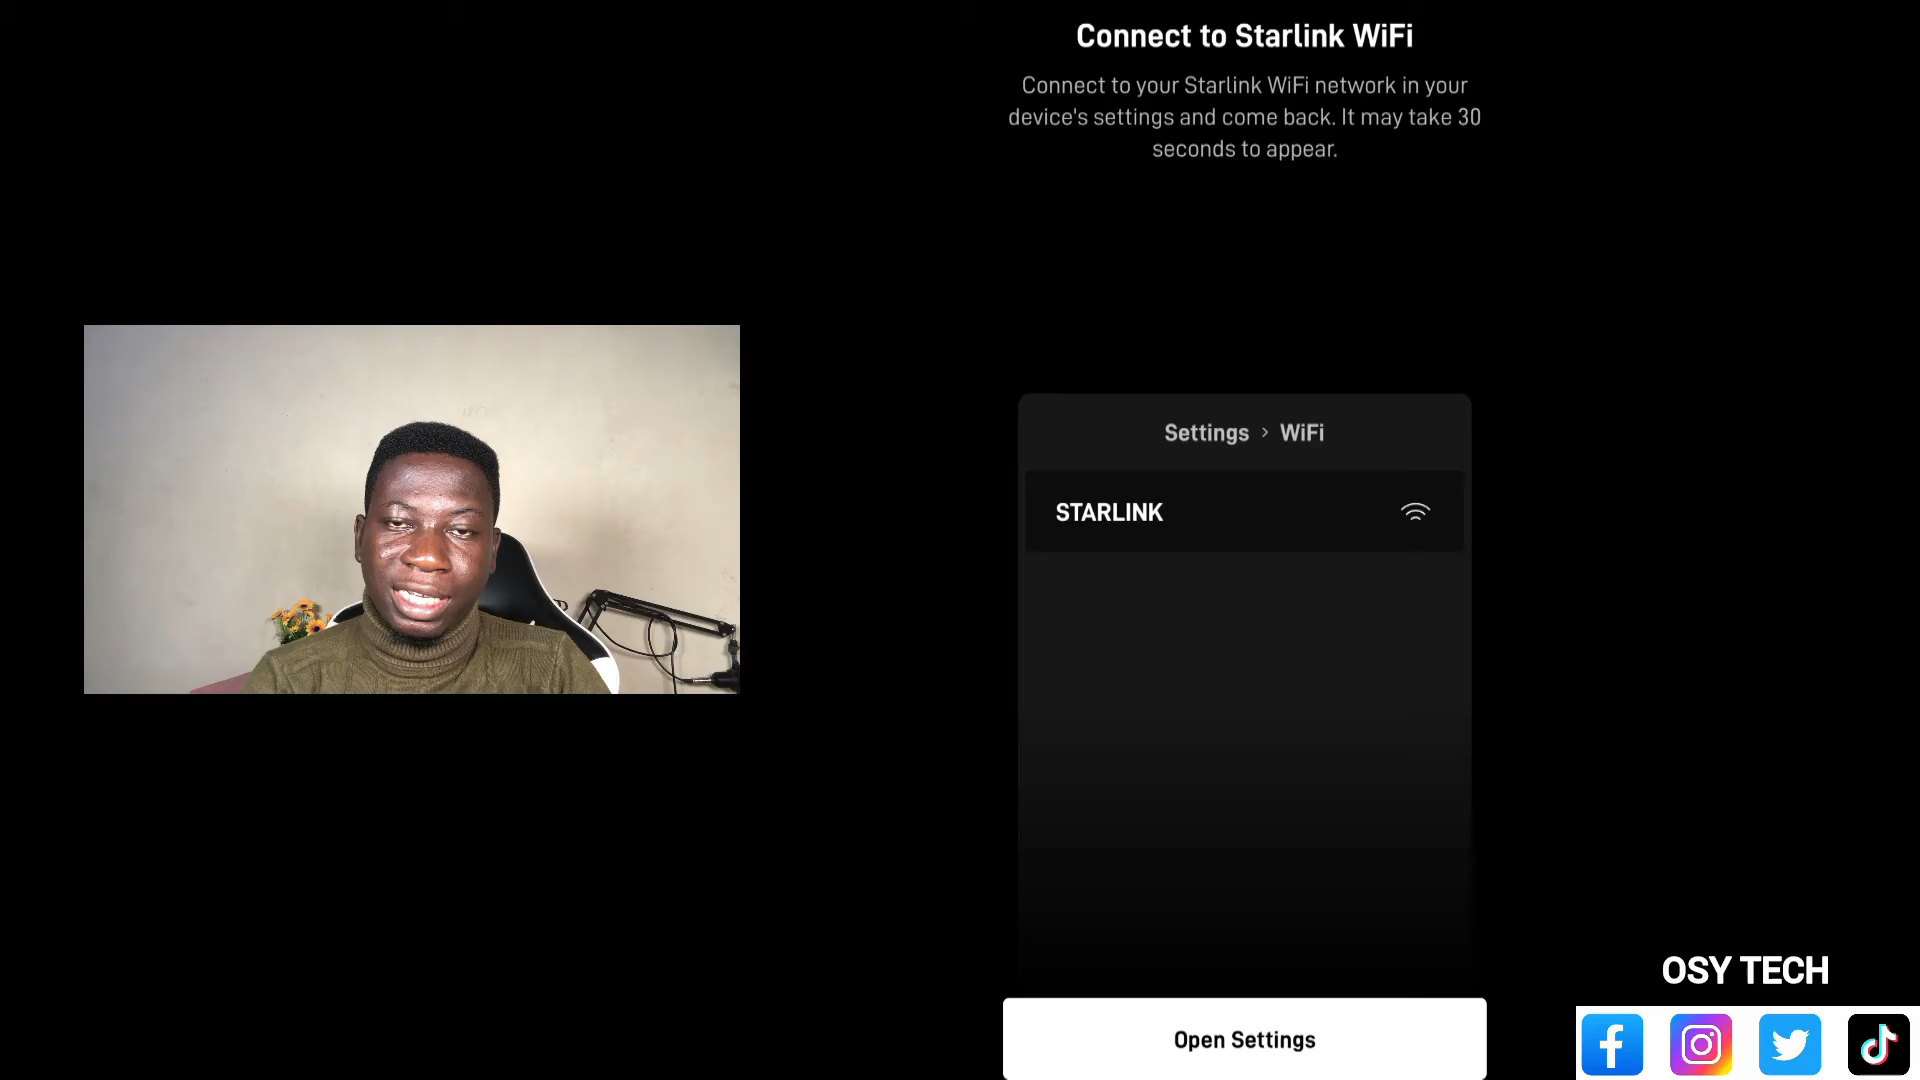 Connect to Starlink WiFi
Connect to your Starlink WiFi network in your
device's settings and come back. It may take 30
seconds to appear.
Settings › WiFi
STARLINK
Open Settings
OSY TECH